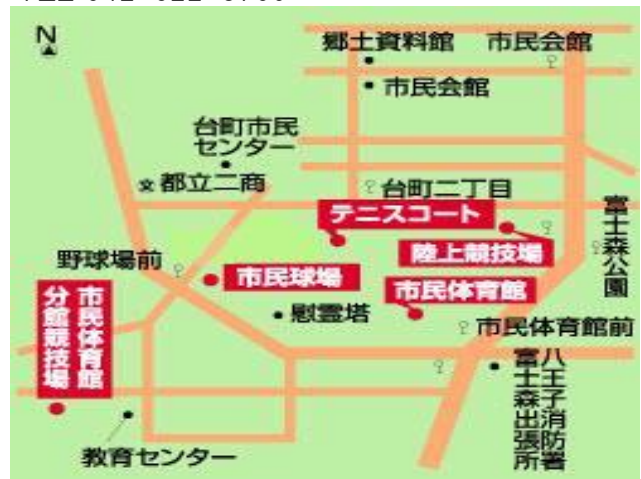 N
郷土資料館
市民会館
市民会館
台町市民
センター
都立二商
台町二丁目
テニスコート
陸上競技場
富士森公園
野球場前
市民球場
市民体育館
市民体育館
分館競技場
慰霊塔
市民体育館前
八王子消防署
富士森出張所
教育センター